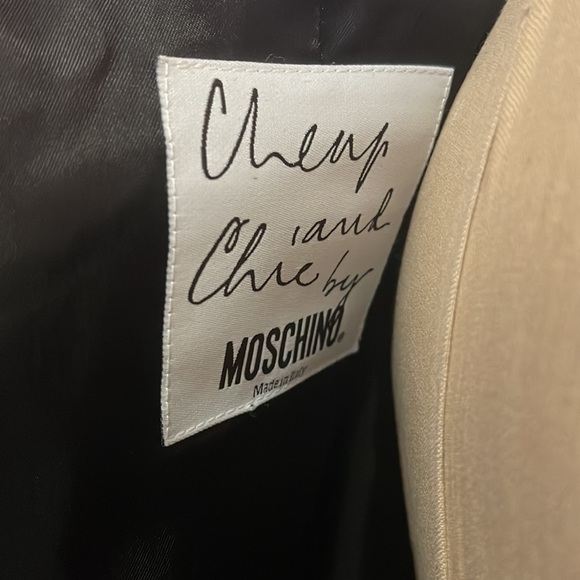 Cheap
and
Chic by
MOSCHINO®
Made in Italy